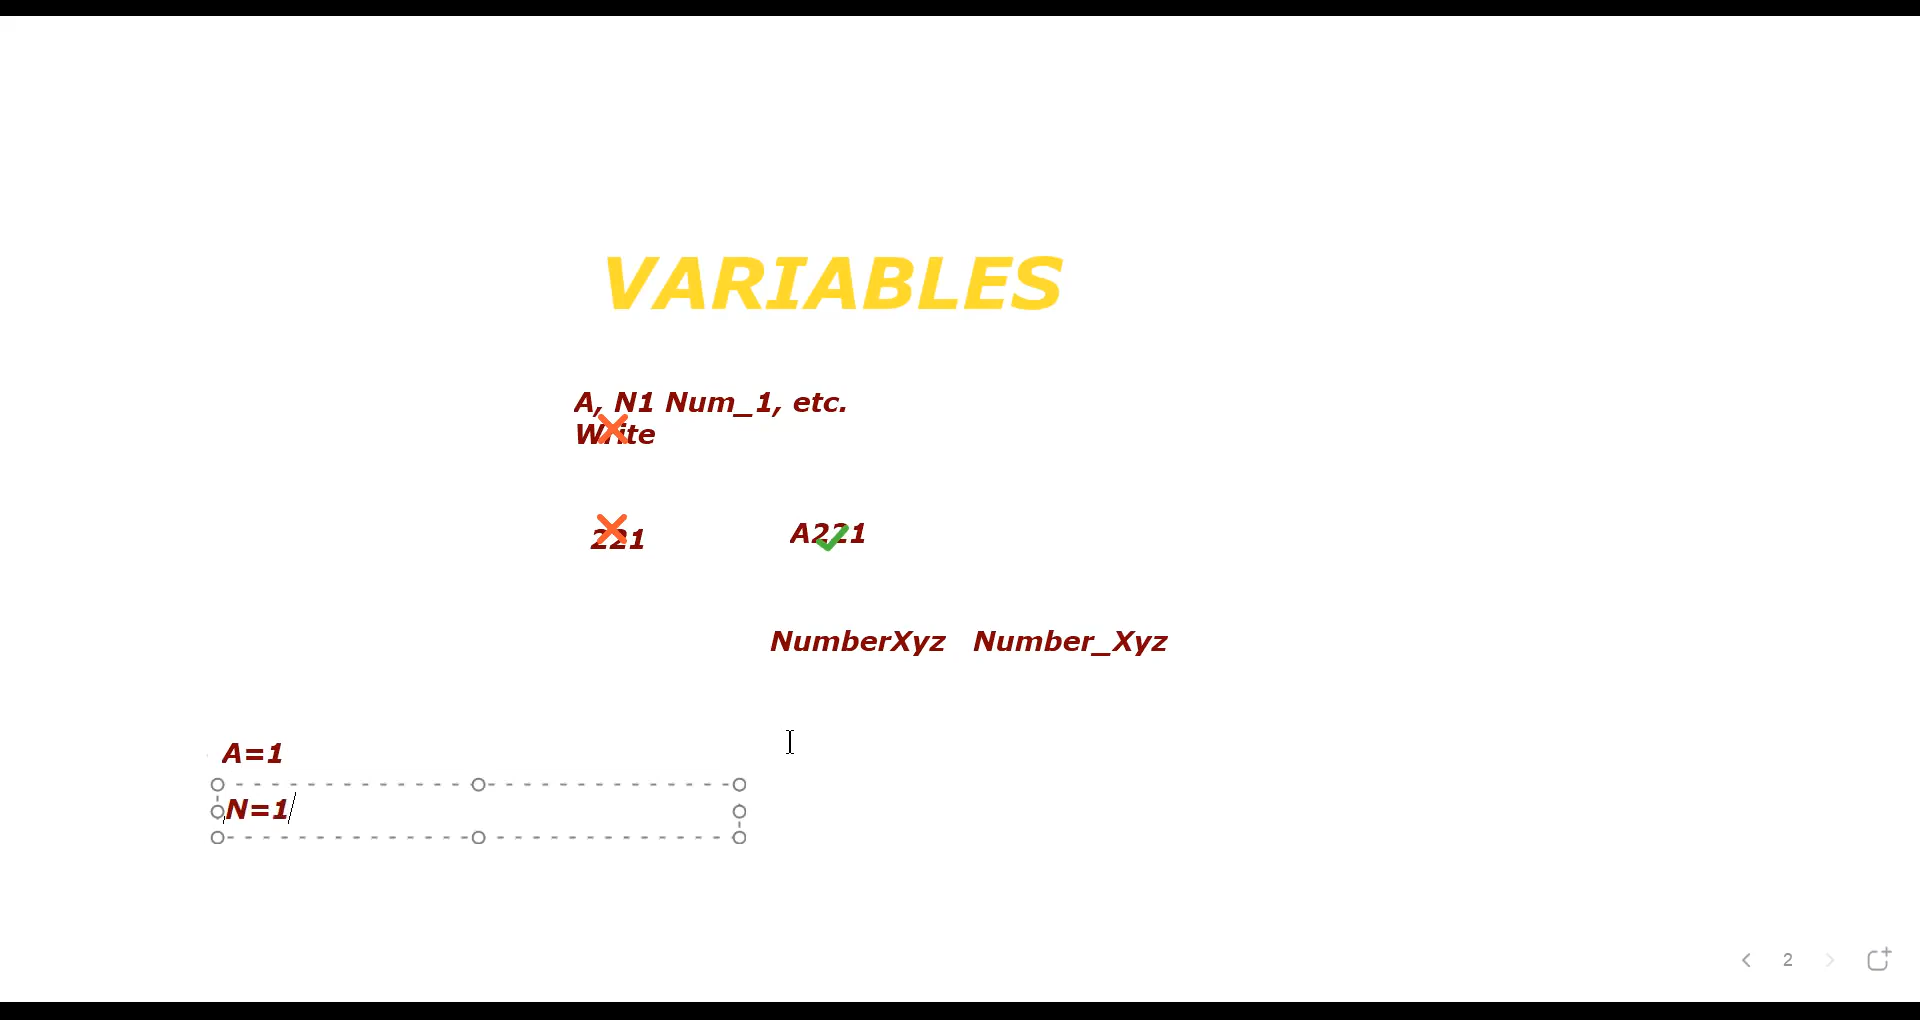 VARIABLES
A, N1 Num_1, etc.
Write
221 A221
NumberXyz Number_Xyz
A=1
N=1
2